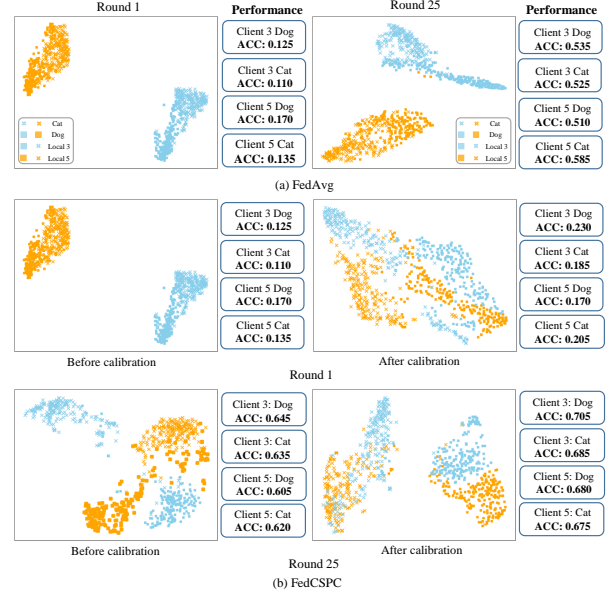 Round 1
Performance
Round 25
Performance
Cat
Dog
Local 3
Local 5
Client 3 Dog
ACC: 0.125
Client 3 Cat
ACC: 0.110
Client 5 Dog
ACC: 0.170
Client 5 Cat
ACC: 0.135
Cat
Dog
Local 3
Local 5
Client 3 Dog
ACC: 0.535
Client 3 Cat
ACC: 0.525
Client 5 Dog
ACC: 0.510
Client 5 Cat
ACC: 0.585
(a) FedAvg
Client 3 Dog
ACC: 0.125
Client 3 Cat
ACC: 0.110
Client 5 Dog
ACC: 0.170
Client 5 Cat
ACC: 0.135
Client 3 Dog
ACC: 0.230
Client 3 Cat
ACC: 0.185
Client 5 Dog
ACC: 0.170
Client 5 Cat
ACC: 0.205
Before calibration
After calibration
Round 1
Client 3: Dog
ACC: 0.645
Client 3: Cat
ACC: 0.635
Client 5: Dog
ACC: 0.605
Client 5: Cat
ACC: 0.620
Client 3: Dog
ACC: 0.705
Client 3: Cat
ACC: 0.685
Client 5: Dog
ACC: 0.680
Client 5: Cat
ACC: 0.675
Before calibration
After calibration
Round 25
(b) FedCSPC